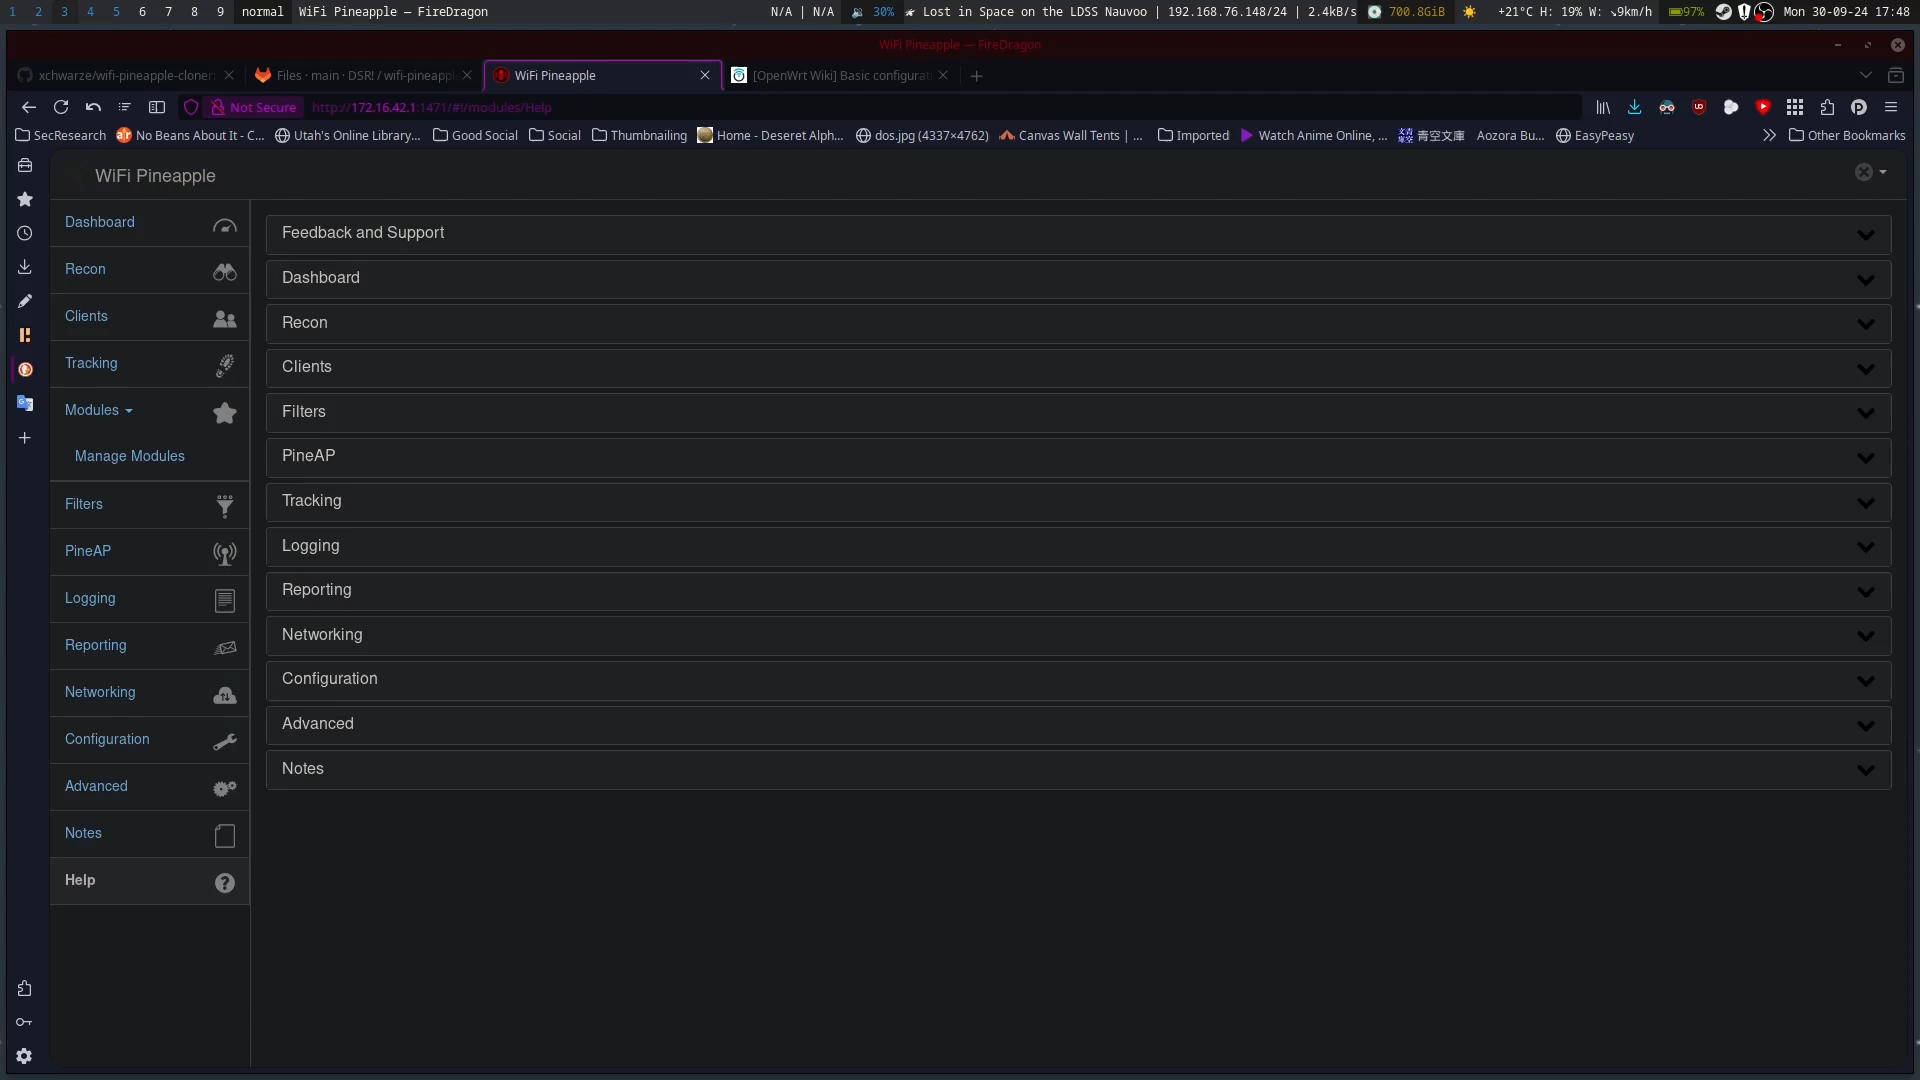 1 2 3 4 5 6 7 8 9 normal WiFi Pineapple — FireDragon N/A | N/A 30% Lost in Space on the LDSS Nauvoo | 192.168.76.148/24 | 2.4kB/s 700.8GiB +21°C H: 19% W: ↘9km/h 97% Mon 30-09-24 17:48
WiFi Pineapple — FireDragon
xchwarze/wifi-pineapple-cloner: Files · main · DSR! / wifi-pineappl WiFi Pineapple [OpenWrt Wiki] Basic configurat
Not Secure http://172.16.42.1:1471/#!/modules/Help
SecResearch No Beans About It - C... Utah's Online Library... Good Social Social Thumbnailing Home - Deseret Alph... dos.jpg (4337×4762) Canvas Wall Tents | ... Imported Watch Anime Online, ... 青空文庫 Aozora Bu... EasyPeasy Other Bookmarks
WiFi Pineapple
Dashboard
Recon
Clients
Tracking
Modules
Manage Modules
Filters
PineAP
Logging
Reporting
Networking
Configuration
Advanced
Notes
Help
Feedback and Support
Dashboard
Recon
Clients
Filters
PineAP
Tracking
Logging
Reporting
Networking
Configuration
Advanced
Notes